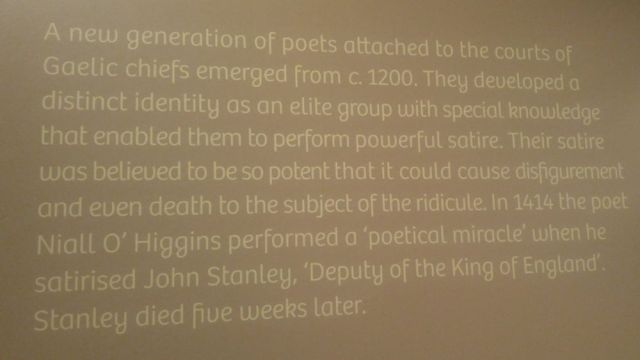 A new generation of poets attached to the courts of
Gaelic chiefs emerged from c. 1200. They developed a
distinct identity as an elite group with special knowledge
that enabled them to perform powerful satire. Their satire
was believed to be so potent that it could cause disfigurement
and even death to the subject of the ridicule. In 1414 the poet
Niall O' Higgins performed a 'poetical miracle' when he
satirised John Stanley, 'Deputy of the King of England'.
Stanley died five weeks later.